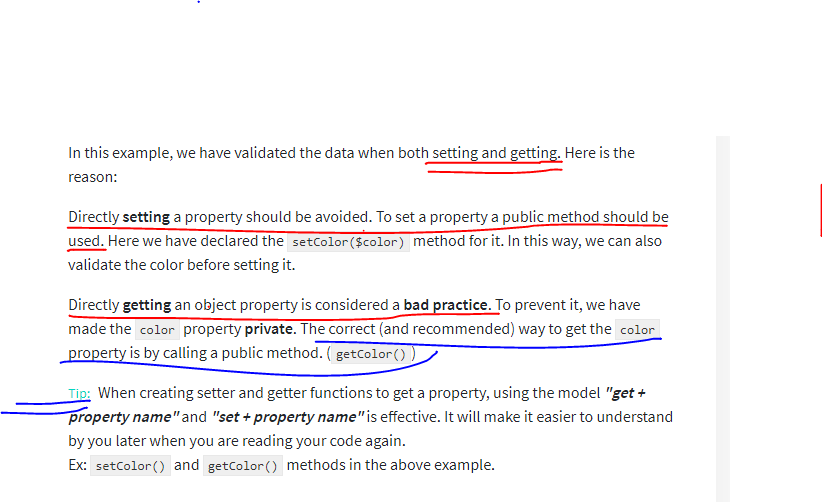 In this example, we have validated the data when both setting and getting. Here is the
reason:
Directly setting a property should be avoided. To set a property a public method should be
used. Here we have declared the setColor($color) method for it. In this way, we can also
validate the color before setting it.
Directly getting an object property is considered a bad practice. To prevent it, we have
made the color property private. The correct (and recommended) way to get the color
property is by calling a public method. ( getColor() )
Tip: When creating setter and getter functions to get a property, using the model "get +
property name" and "set + property name" is effective. It will make it easier to understand
by you later when you are reading your code again.
Ex: setColor() and getColor() methods in the above example.